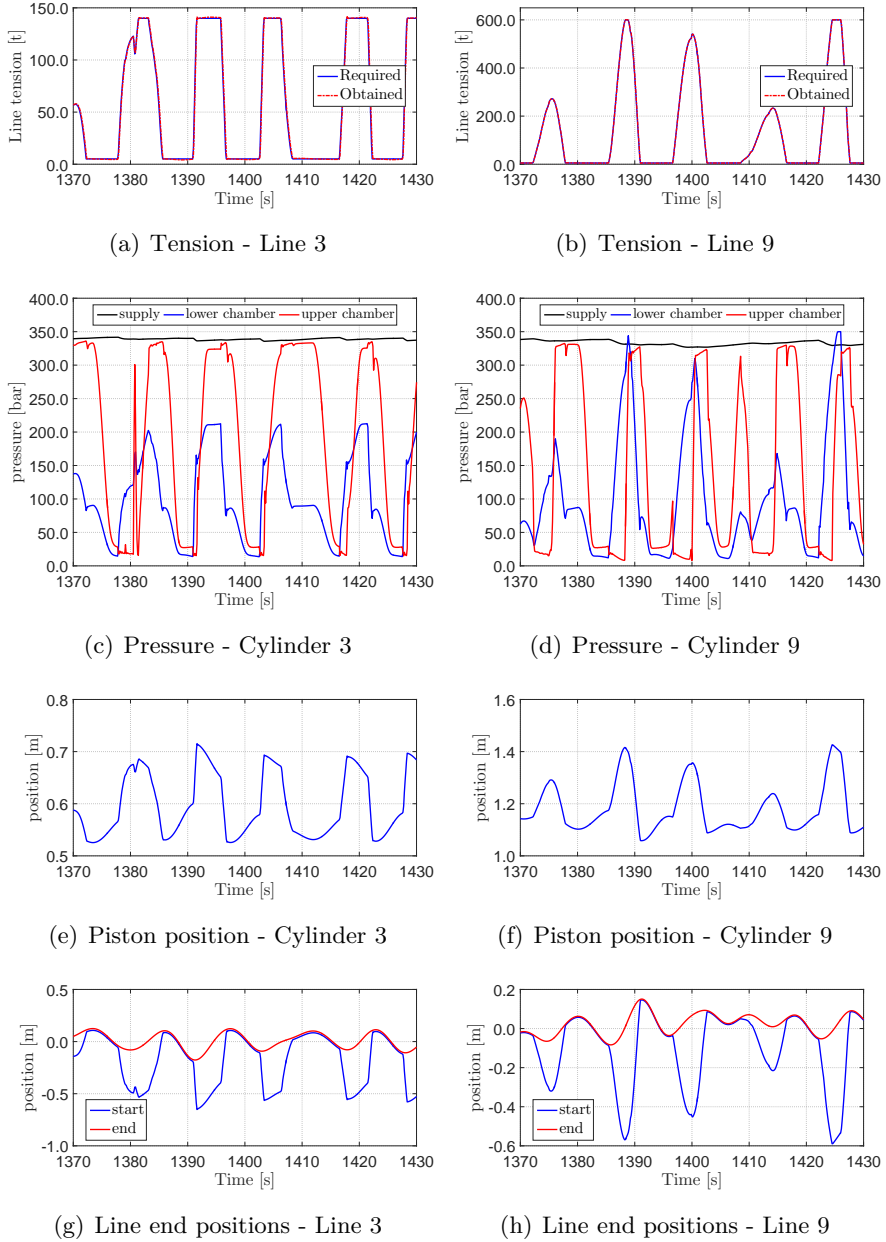 150.0
100.0
50.0
0.0
Line tension [t]
Required
Obtained
1370 1380 1390 1400 1410 1420 1430
Time [s]
(a) Tension - Line 3
600.0
400.0
200.0
0.0
Line tension [t]
Required
Obtained
1370 1380 1390 1400 1410 1420 1430
Time [s]
(b) Tension - Line 9
400.0
350.0
300.0
250.0
200.0
150.0
100.0
50.0
0.0
pressure [bar]
supply lower chamber upper chamber
1370 1380 1390 1400 1410 1420 1430
Time [s]
(c) Pressure - Cylinder 3
400.0
350.0
300.0
250.0
200.0
150.0
100.0
50.0
0.0
pressure [bar]
supply lower chamber upper chamber
1370 1380 1390 1400 1410 1420 1430
Time [s]
(d) Pressure - Cylinder 9
0.8
0.7
0.6
0.5
position [m]
1370 1380 1390 1400 1410 1420 1430
Time [s]
(e) Piston position - Cylinder 3
1.6
1.4
1.2
1.0
position [m]
1370 1380 1390 1400 1410 1420 1430
Time [s]
(f) Piston position - Cylinder 9
0.5
0.0
-0.5
-1.0
position [m]
start
end
1370 1380 1390 1400 1410 1420 1430
Time [s]
(g) Line end positions - Line 3
0.2
0.0
-0.2
-0.4
-0.6
position [m]
start
end
1370 1380 1390 1400 1410 1420 1430
Time [s]
(h) Line end positions - Line 9